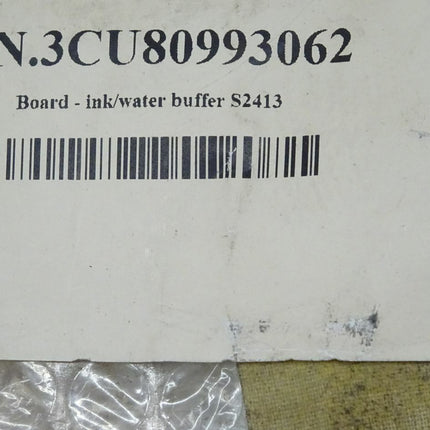 N.3CU80993062
Board - ink/water buffer S2413